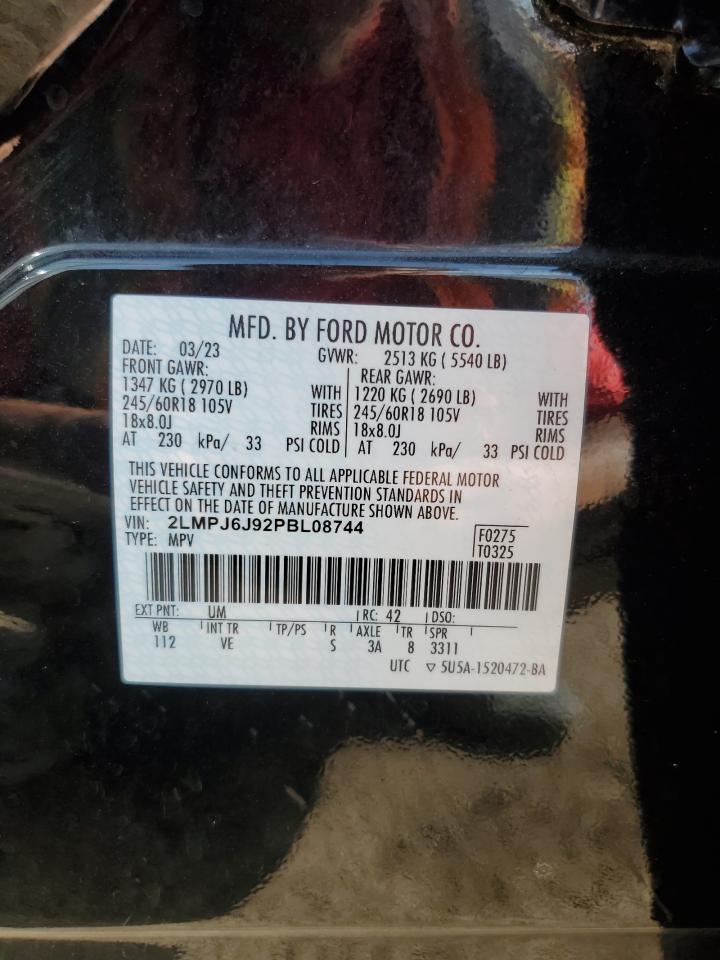 MFD. BY FORD MOTOR CO.
DATE: 03/23 GVWR: 2513 KG ( 5540 LB)
FRONT GAWR: REAR GAWR:
1347 KG ( 2970 LB) WITH 1220 KG ( 2690 LB) WITH
245/60R18 105V TIRES 245/60R18 105V TIRES
18x8.0J RIMS 18x8.0J RIMS
AT 230 kPa/ 33 PSI COLD AT 230 kPa/ 33 PSI COLD
THIS VEHICLE CONFORMS TO ALL APPLICABLE FEDERAL MOTOR
VEHICLE SAFETY AND THEFT PREVENTION STANDARDS IN
EFFECT ON THE DATE OF MANUFACTURE SHOWN ABOVE.
VIN: 2LMPJ6J92PBL08744
TYPE: MPV
F0275
T0325
EXT PNT: UM RC: 42 DSO:
WB INT TR TP/PS R AXLE TR SPR
112 VE S 3A 8 3311
UTC ▽ 5U5A-1520472-BA